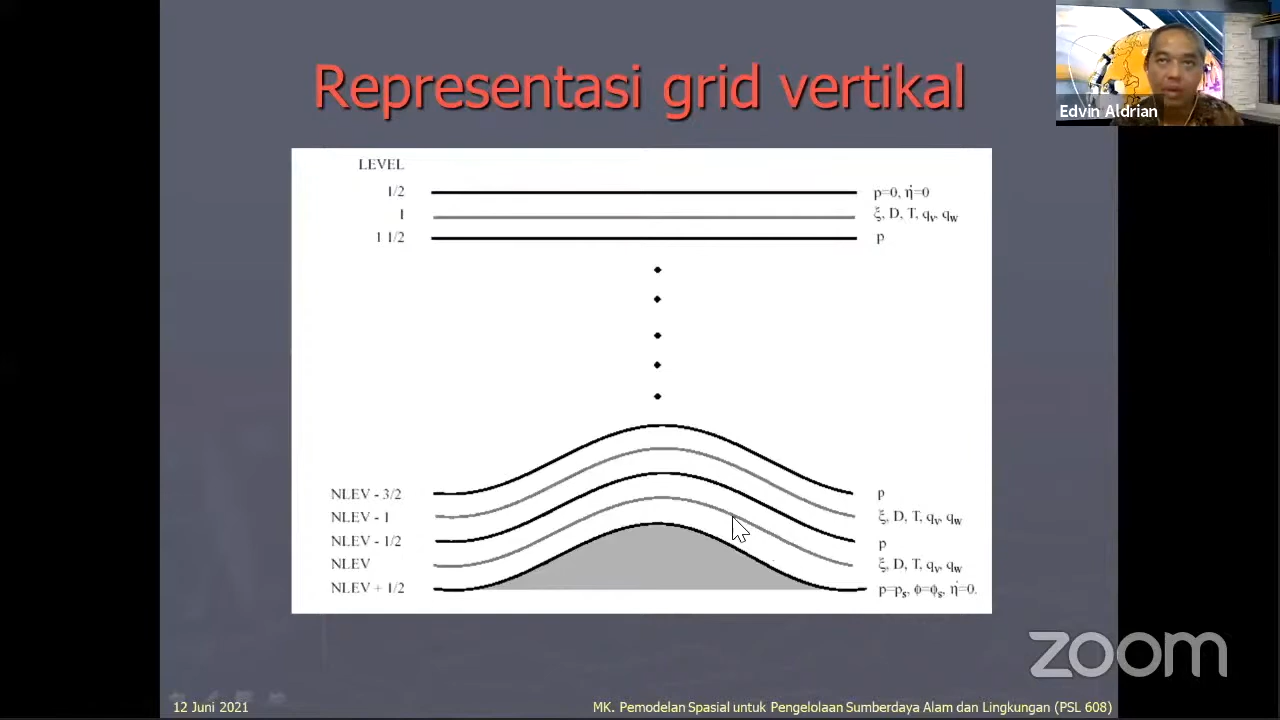 Representasi grid vertikal
Edvin Aldrian
LEVEL
1/2 p=0, η̇=0
1 ξ, D, T, qv, qw
1 1/2 p
NLEV - 3/2 p
NLEV - 1 ξ, D, T, qv, qw
NLEV - 1/2 p
NLEV ξ, D, T, qv, qw
NLEV + 1/2 p=ps, ϕ=ϕs, η̇=0.
zoom
12 Juni 2021
MK. Pemodelan Spasial untuk Pengelolaan Sumberdaya Alam dan Lingkungan (PSL 608)